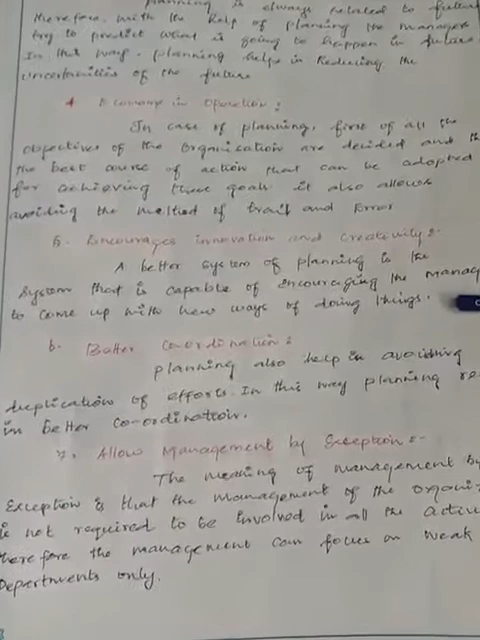 planning is always related to future
therefore, with the help of planning the manager
try to predict what is going to happen in future.
In that way, planning helps in Reducing the
uncertainties of the future
4 Economy in Operation:
In case of planning, first of all the
objectives of the organisation are decided and th
the best course of action that can be adopted
for achieving these goals it also allows
avoiding the method of and Error
5. Encourages innovation and Creativity:-
A better system of planning is the
system that is capable of encouraging the manag
to come up with new ways of doing things.
6. Better Co-ordination:
planning also help in avoiding
duplication of efforts. In this way planning re
in better co-ordination.
7. Allow Management by Exception:-
The meaning of management by
Exception is that the management of the organi
is not required to be involved in all the active
therefore the management can focus on weak
Departments only.